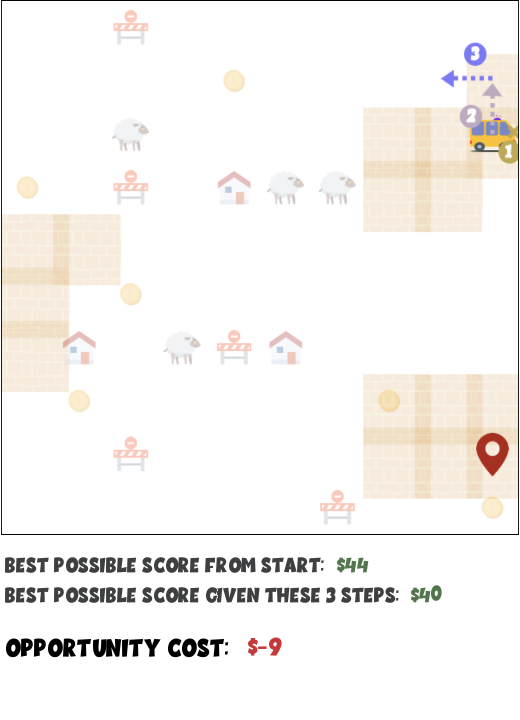 3
2
1
BEST POSSIBLE SCORE FROM START: $44
BEST POSSIBLE SCORE GIVEN THESE 3 STEPS: $40
OPPORTUNITY COST: $-9